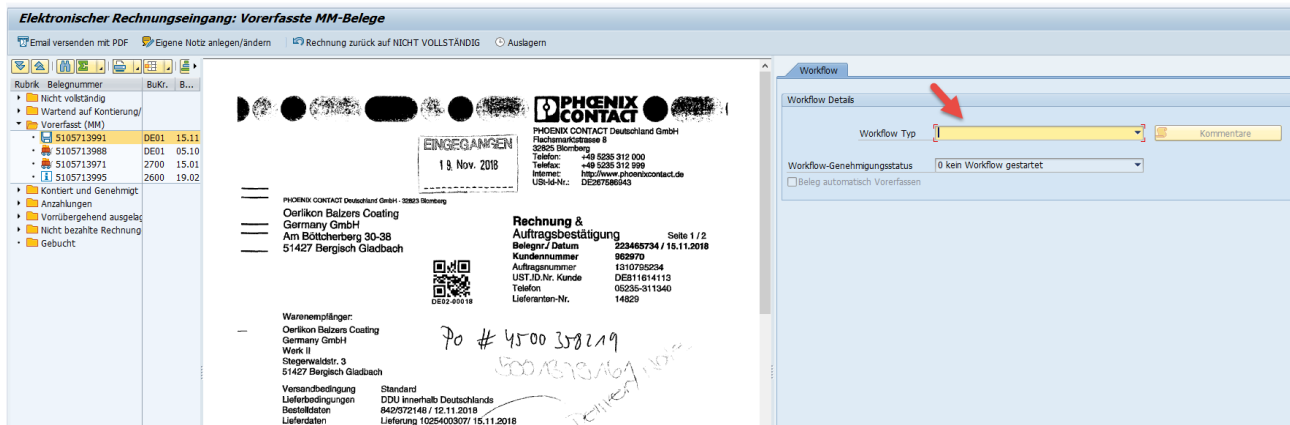 Elektronischer Rechnungseingang: Vorerfasste MM-Belege
Email versenden mit PDF Eigene Notiz anlegen/ändern Rechnung zurück auf NICHT VOLLSTÄNDIG Auslagern
Rubrik Belegnummer BuKr. B...
Nicht vollständig
Wartend auf Kontierung/
Vorerfasst (MM)
5105713991 DE01 15.11
5105713988 DE01 05.10
5105713971 2700 15.01
5105713995 2600 19.02
Kontiert und Genehmigt
Anzahlungen
Vorrübergehend ausgelag
Nicht bezahlte Rechnung
Gebucht
PHŒNIX
CONTACT
PHOENIX CONTACT Deutschland GmbH
Flachsmarktstrasse 8
32825 Blomberg
Telefon: +49 5235 312 000
Telefax: +49 5235 312 999
Internet: http://www.phoenixcontact.de
USt-Id-Nr.: DE267586943
EINGEGANGEN
19. Nov. 2018
PHOENIX CONTACT Deutschland GmbH - 32823 Blomberg
Oerlikon Balzers Coating
Germany GmbH
Am Böttcherberg 30-38
51427 Bergisch Gladbach
DE02-00018
Rechnung &
Auftragsbestätigung Seite 1 / 2
Belegnr./ Datum 223465734 / 15.11.2018
Kundennummer 962970
Auftragsnummer 1310795234
UST.ID.Nr. Kunde DE811614113
Telefon 05235-311340
Lieferanten-Nr. 14829
Warenempfänger:
Oerlikon Balzers Coating
Germany GmbH
Werk II
Stegerwaldstr. 3
51427 Bergisch Gladbach
Po # 4500 358219
Delivery Note
Versandbedingung Standard
Lieferbedingungen DDU innerhalb Deutschlands
Bestelldaten 842/372148 / 12.11.2018
Lieferdaten Lieferung 1025400307/ 15.11.2018
Workflow
Workflow Details
Workflow Typ
Kommentare
Workflow-Genehmigungsstatus 0 kein Workflow gestartet
Beleg automatisch Vorerfassen